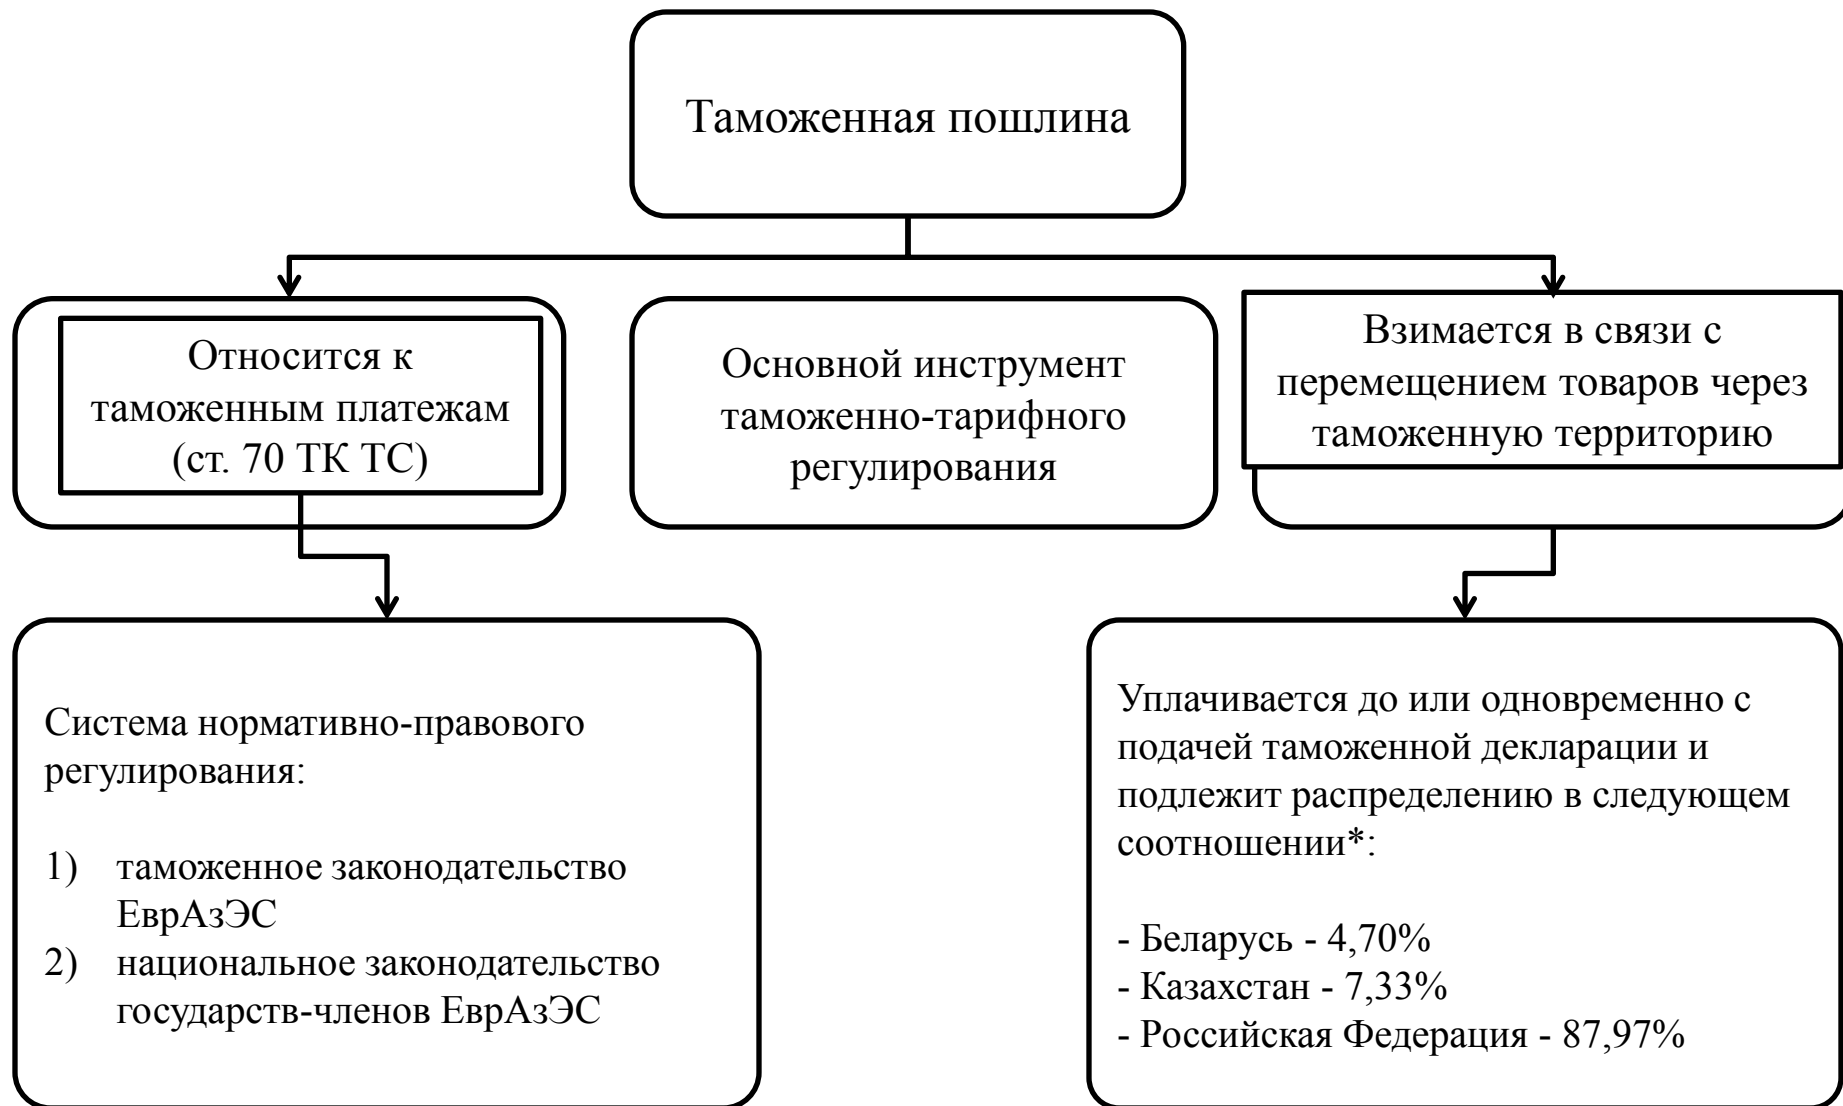 Таможенная пошлина
Относится к
таможенным платежам
(ст. 70 ТК ТС)
Основной инструмент
таможенно-тарифного
регулирования
Взимается в связи с
перемещением товаров через
таможенную территорию
Система нормативно-правового
регулирования:
1) таможенное законодательство
ЕврАзЭС
2) национальное законодательство
государств-членов ЕврАзЭС
Уплачивается до или одновременно с
подачей таможенной декларации и
подлежит распределению в следующем
соотношении*:
- Беларусь - 4,70%
- Казахстан - 7,33%
- Российская Федерация - 87,97%